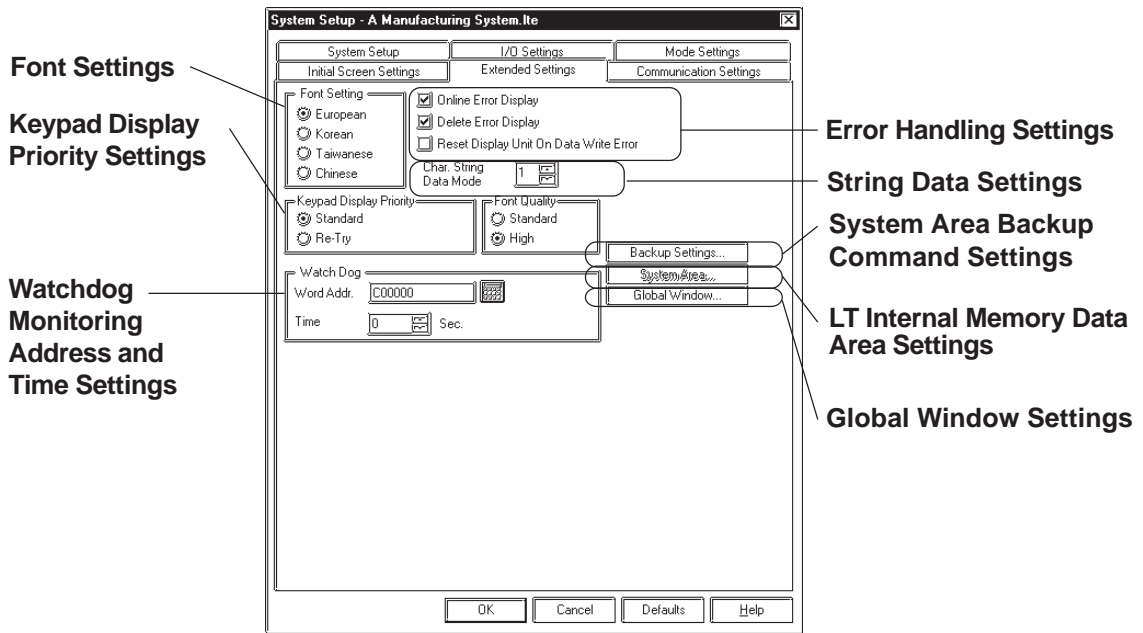 System Setup - A Manufacturing System.lte
System Setup
I/O Settings
Mode Settings
Initial Screen Settings
Extended Settings
Communication Settings
Font Settings
Keypad Display
Priority Settings
Watchdog
Monitoring
Address and
Time Settings
Font Setting
European
Korean
Taiwanese
Chinese
Online Error Display
Delete Error Display
Reset Display Unit On Data Write Error
Char. String
Data Mode
1
Keypad Display Priority
Standard
Re-Try
Font Quality
Standard
High
Backup Settings...
System Area...
Global Window...
Watch Dog
Word Addr.
C00000
Time
0
Sec.
Error Handling Settings
String Data Settings
System Area Backup
Command Settings
LT Internal Memory Data
Area Settings
Global Window Settings
OK
Cancel
Defaults
Help